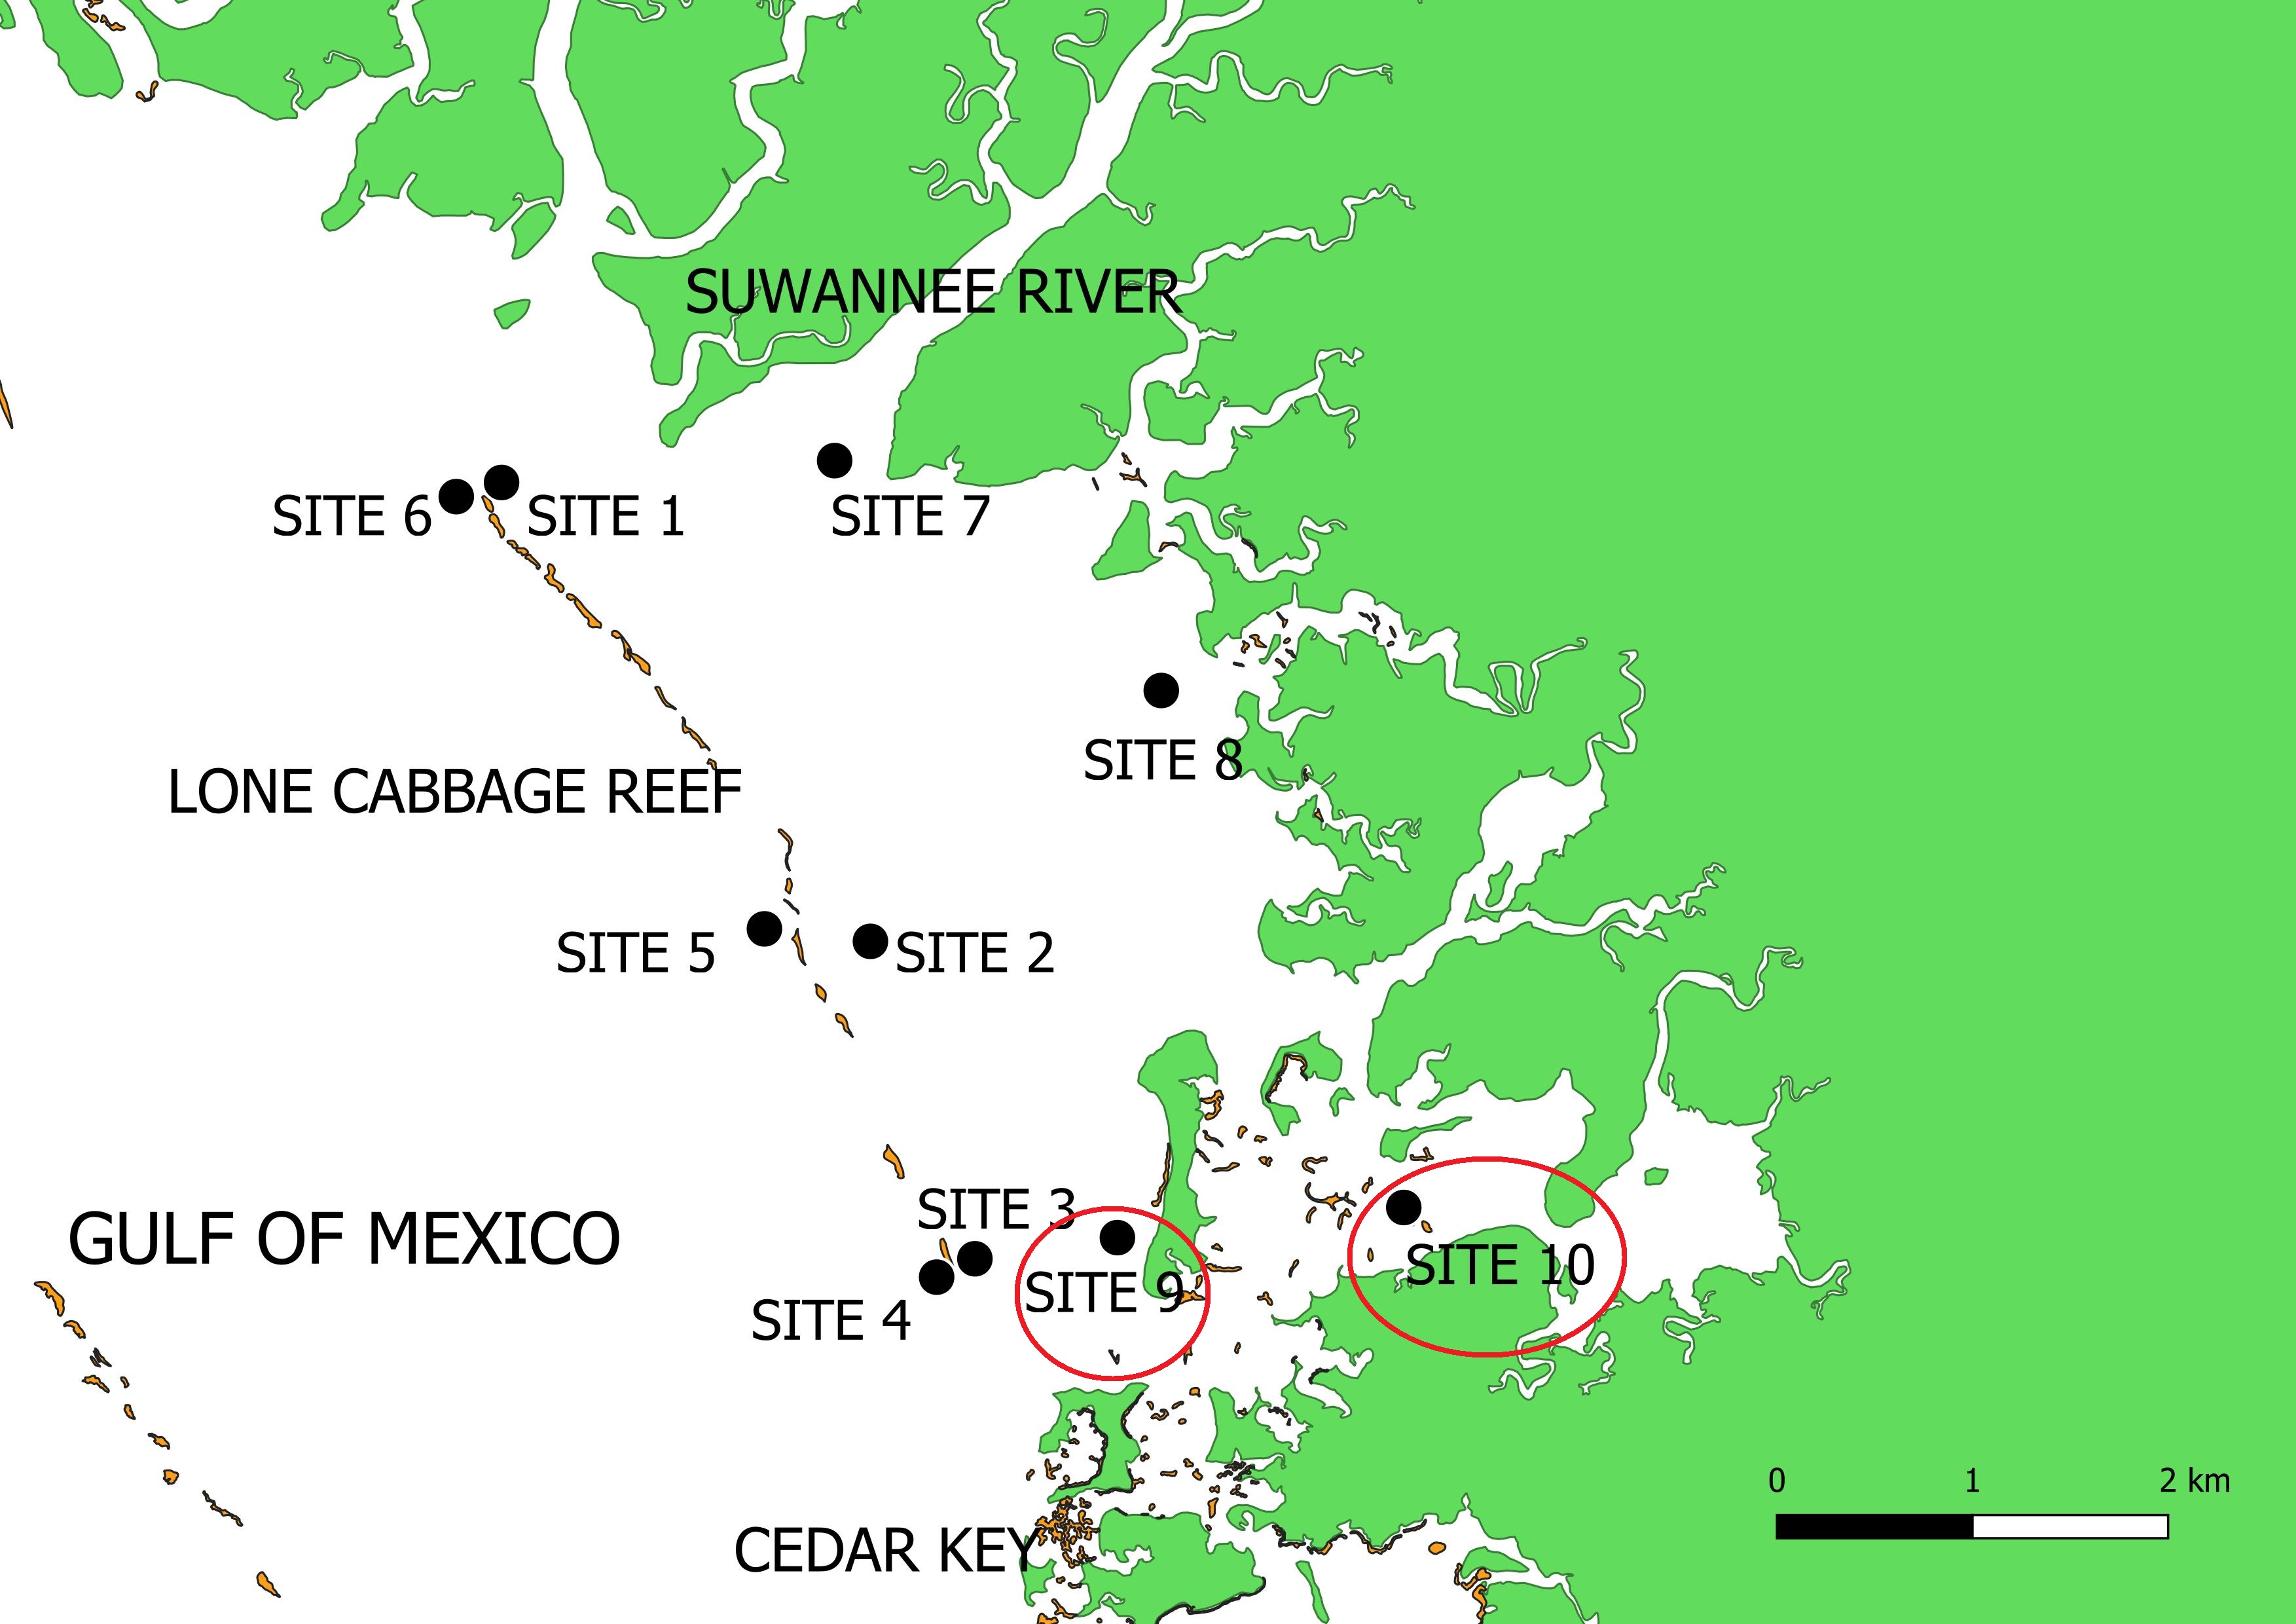 SUWANNEE RIVER
SITE 6
SITE 1
SITE 7
SITE 8
LONE CABBAGE REEF
SITE 5
SITE 2
SITE 3
GULF OF MEXICO
SITE 10
SITE 9
SITE 4
0 1 2 km
CEDAR KEY